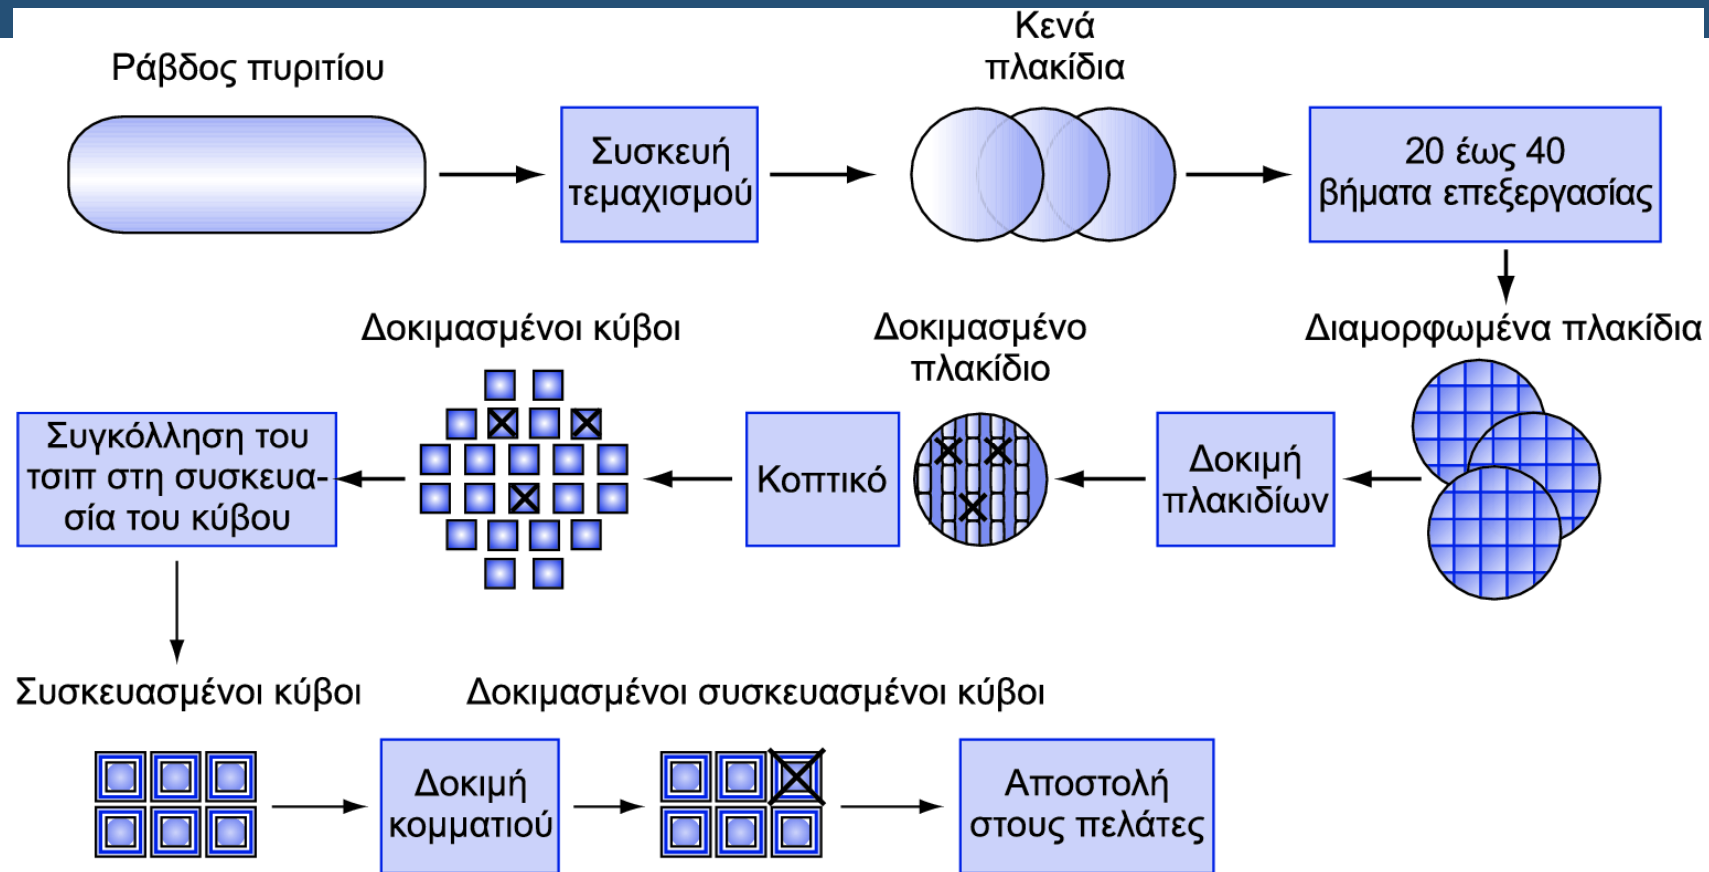 Ράβδος πυριτίου
Συσκευή
τεμαχισμού
Κενά
πλακίδια
20 έως 40
βήματα επεξεργασίας
Διαμορφωμένα πλακίδια
Δοκιμή
πλακιδίων
Δοκιμασμένο
πλακίδιο
Κοπτικό
Δοκιμασμένοι κύβοι
Συγκόλληση του
τσιπ στη συσκευα-
σία του κύβου
Συσκευασμένοι κύβοι
Δοκιμή
κομματιού
Δοκιμασμένοι συσκευασμένοι κύβοι
Αποστολή
στους πελάτες